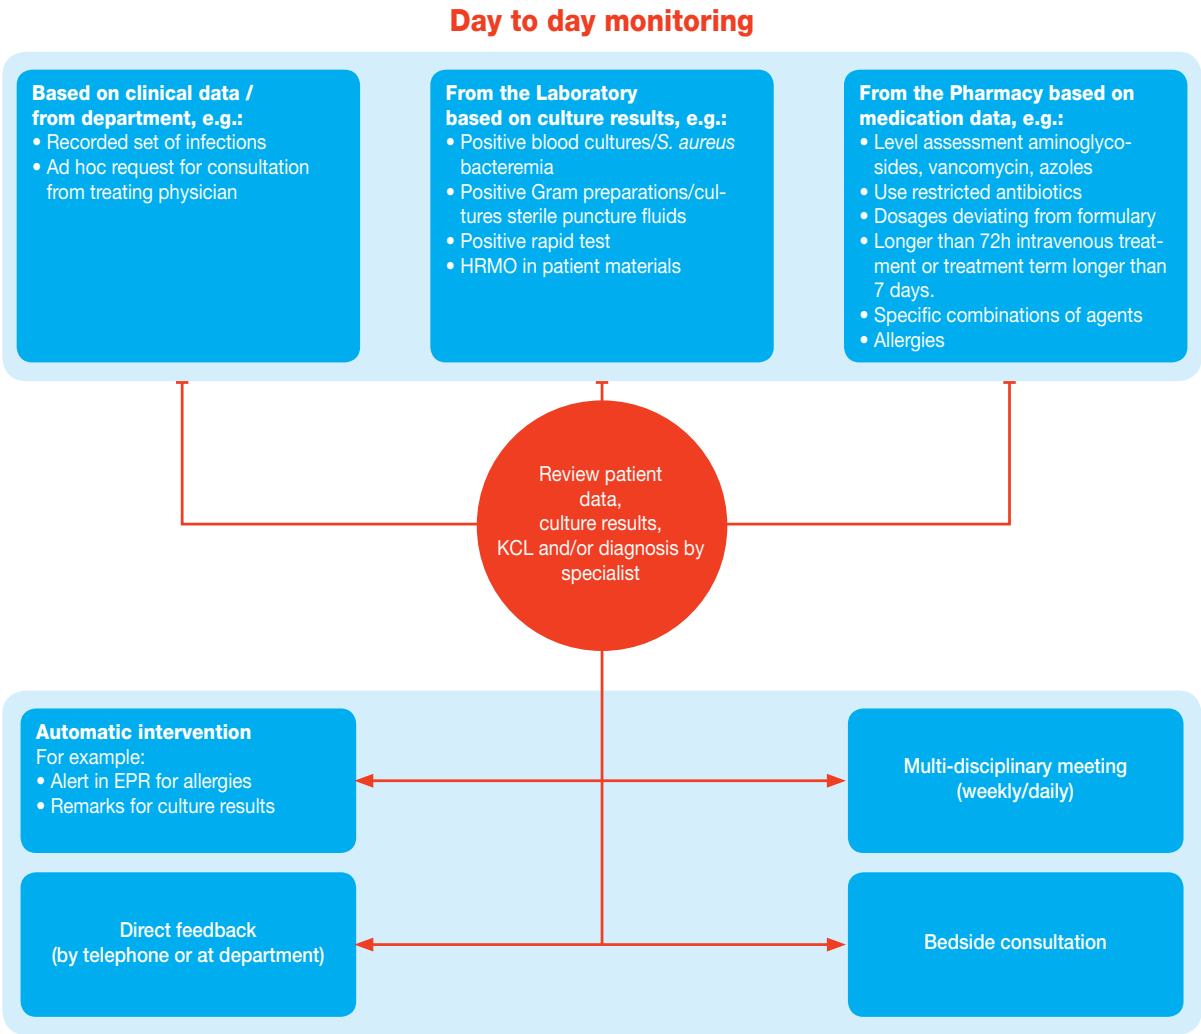 Day to day monitoring
Based on clinical data /
from department, e.g.:
• Recorded set of infections
• Ad hoc request for consultation
from treating physician
From the Laboratory
based on culture results, e.g.:
• Positive blood cultures/S. aureus
bacteremia
• Positive Gram preparations/cul-
tures sterile puncture fluids
• Positive rapid test
• HRMO in patient materials
From the Pharmacy based on
medication data, e.g.:
• Level assessment aminoglyco-
sides, vancomycin, azoles
• Use restricted antibiotics
• Dosages deviating from formulary
• Longer than 72h intravenous treat-
ment or treatment term longer than
7 days.
• Specific combinations of agents
• Allergies
Review patient
data,
culture results,
KCL and/or diagnosis by
specialist
Automatic intervention
For example:
• Alert in EPR for allergies
• Remarks for culture results
Multi-disciplinary meeting
(weekly/daily)
Direct feedback
(by telephone or at department)
Bedside consultation